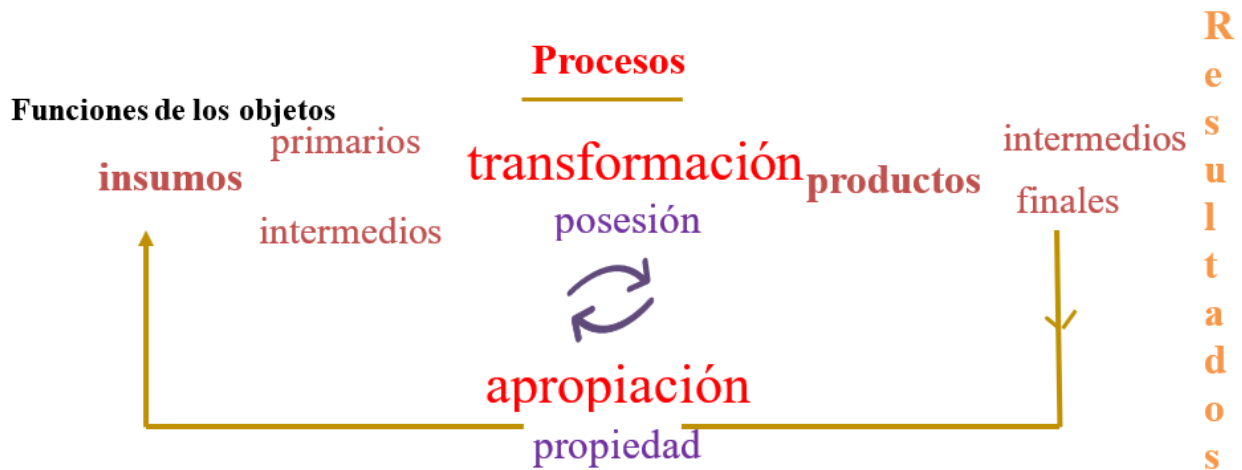 Procesos
Funciones de los objetos
primarios
insumos
intermedios
transformación
posesión
productos
intermedios
finales
apropiación
propiedad
Resultados